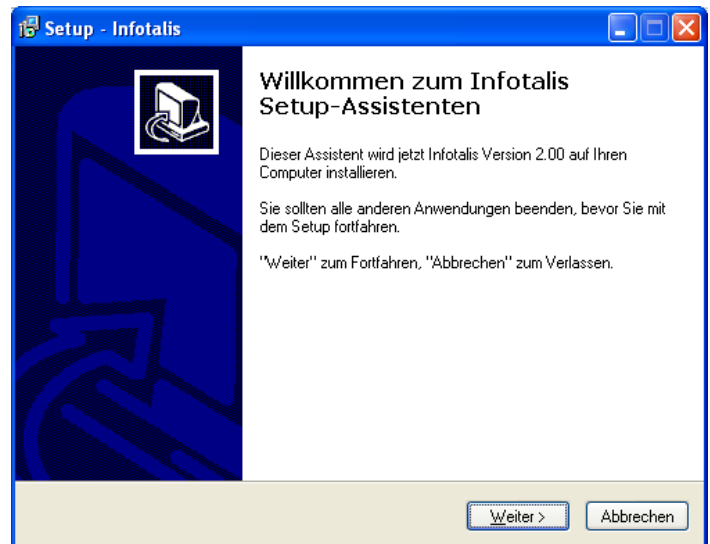 Setup - Infotalis
Willkommen zum Infotalis
Setup-Assistenten
Dieser Assistent wird jetzt Infotalis Version 2.00 auf Ihren
Computer installieren.
Sie sollten alle anderen Anwendungen beenden, bevor Sie mit
dem Setup fortfahren.
"Weiter" zum Fortfahren, "Abbrechen" zum Verlassen.
Weiter >
Abbrechen